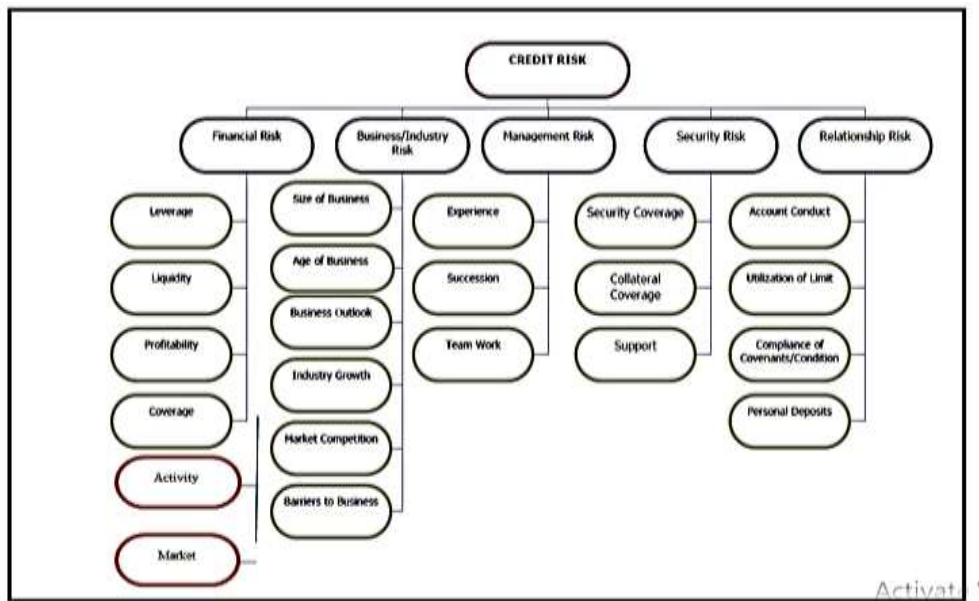 CREDIT RISK
Financial Risk
Business/Industry
Risk
Management Risk
Security Risk
Relationship Risk
Leverage
Liquidity
Profitability
Coverage
Activity
Market
Size of Business
Age of Business
Business Outlook
Industry Growth
Market Competition
Barriers to Business
Experience
Succession
Team Work
Security Coverage
Collateral
Coverage
Support
Account Conduct
Utilization of Limit
Compliance of
Covenants/Condition
Personal Deposits